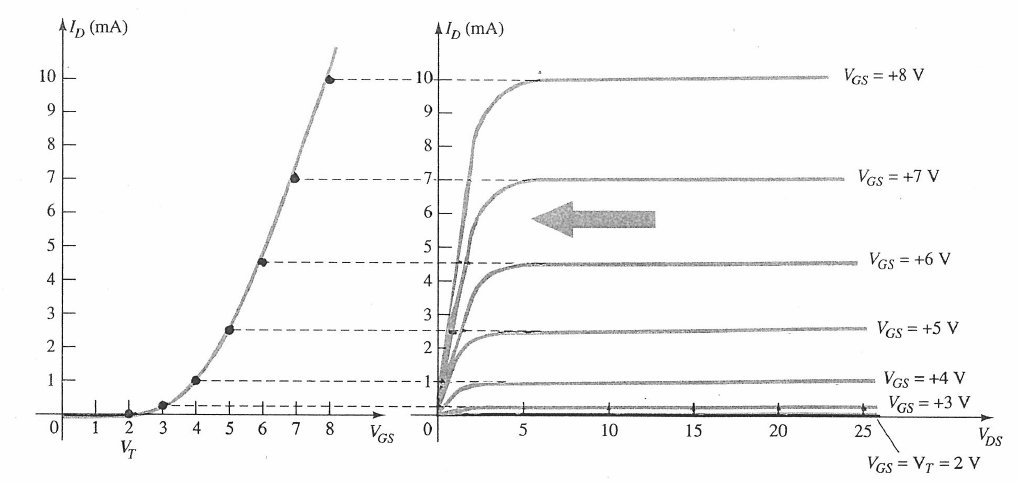 I_D (mA)
10
9
8
7
6
5
4
3
2
1
0 1 2 3 4 5 6 7 8 V_GS
V_T
I_D (mA)
10
9
8
7
6
5
4
3
2
1
0 5 10 15 20 25 V_DS
V_GS = +8 V
V_GS = +7 V
V_GS = +6 V
V_GS = +5 V
V_GS = +4 V
V_GS = +3 V
V_GS = V_T = 2 V